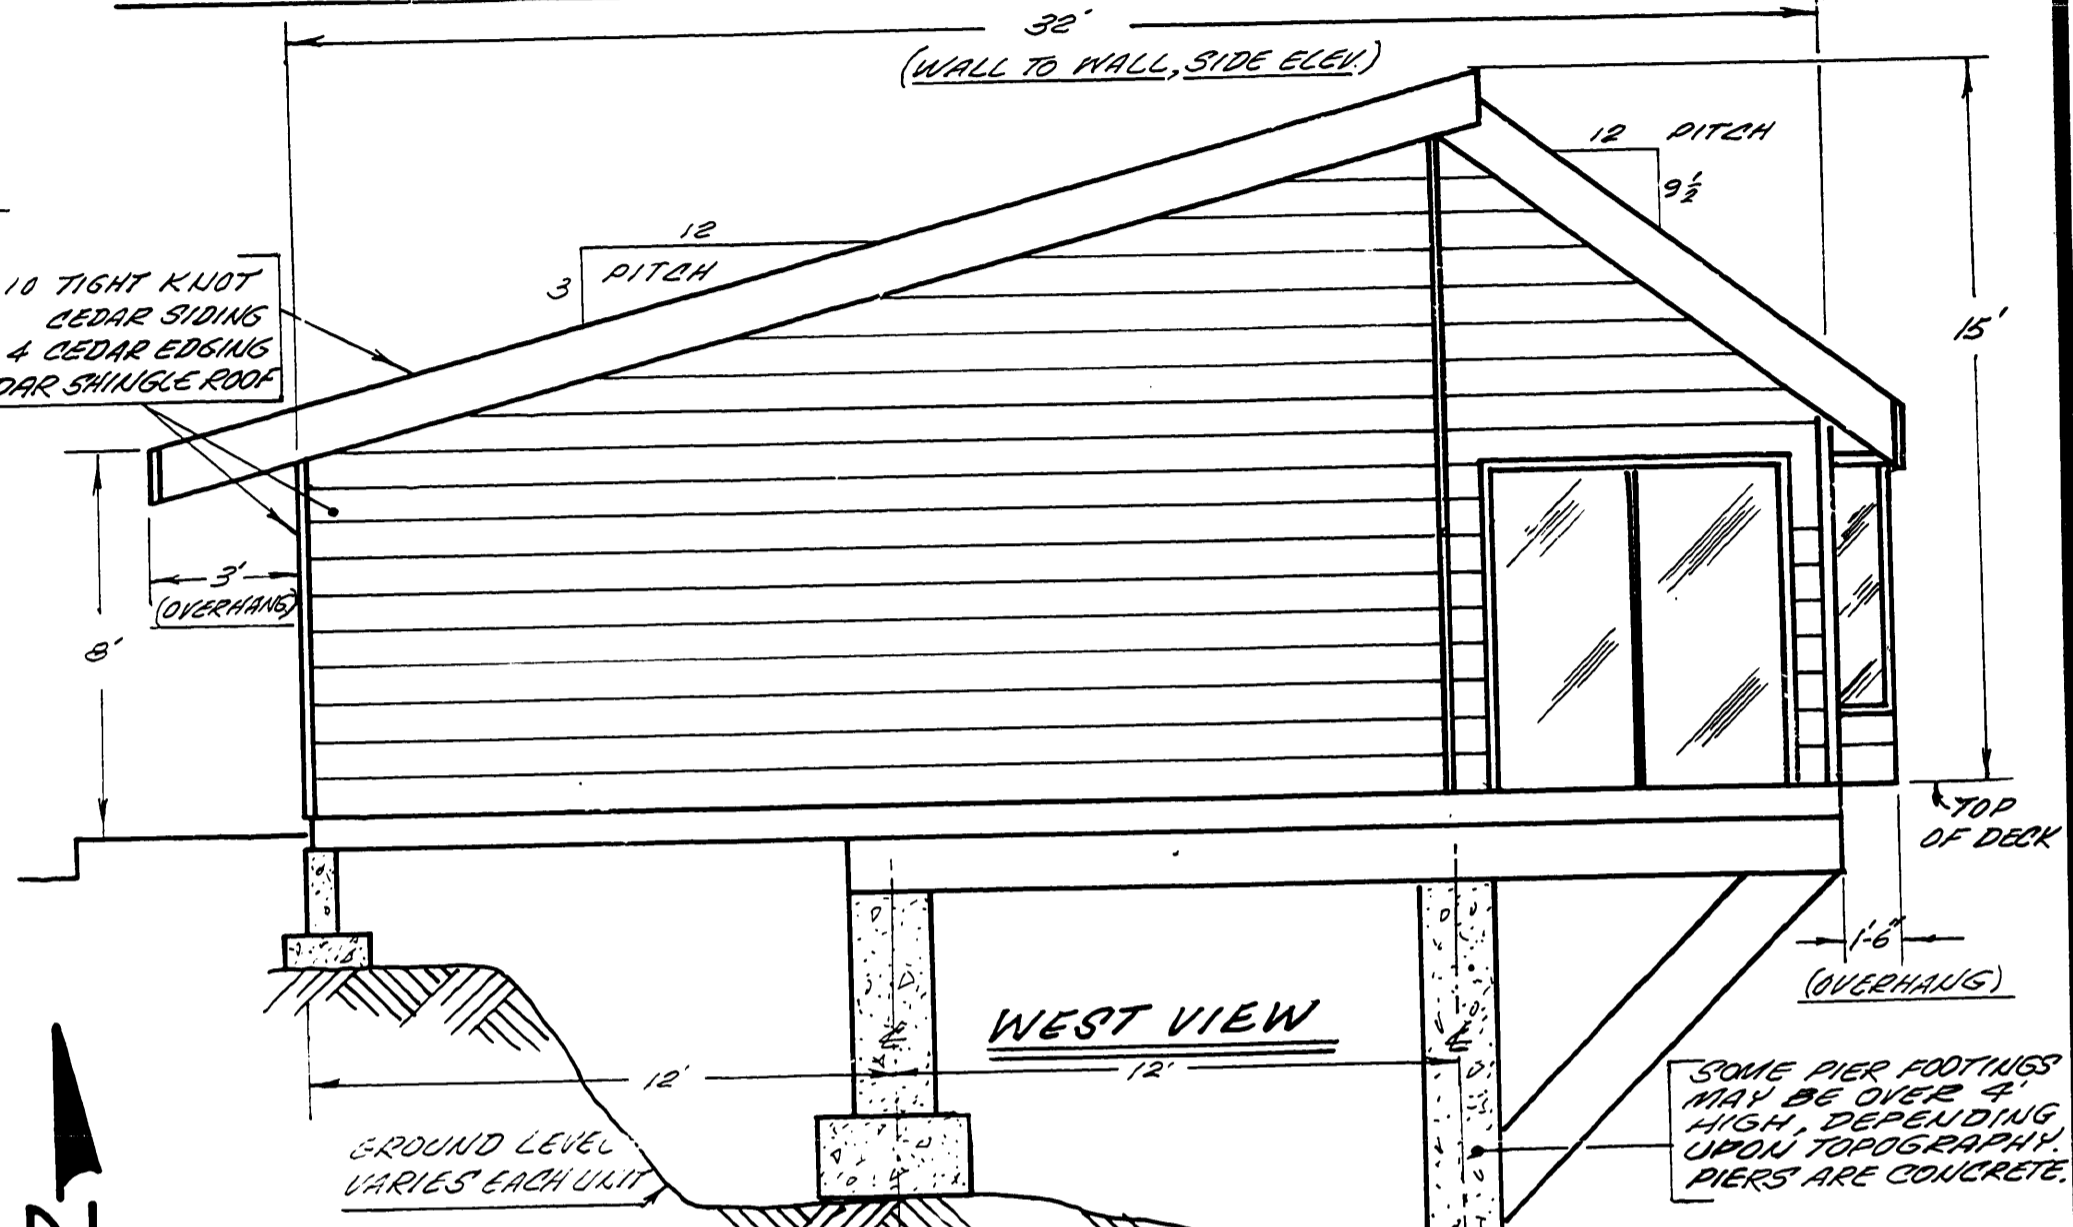 32'
(WALL TO WALL, SIDE ELEV.)
12 PITCH
9½
12
3 PITCH
10 TIGHT KNOT
CEDAR SIDING
4 CEDAR EDGING
DAR SHINGLE ROOF
15'
3'
(OVERHANG)
8'
TOP
OF DECK
1'-6"
(OVERHANG)
WEST VIEW
12'
12'
SOME PIER FOOTINGS
MAY BE OVER 4'
HIGH, DEPENDING
UPON TOPOGRAPHY.
PIERS ARE CONCRETE.
GROUND LEVEL
VARIES EACH UNIT